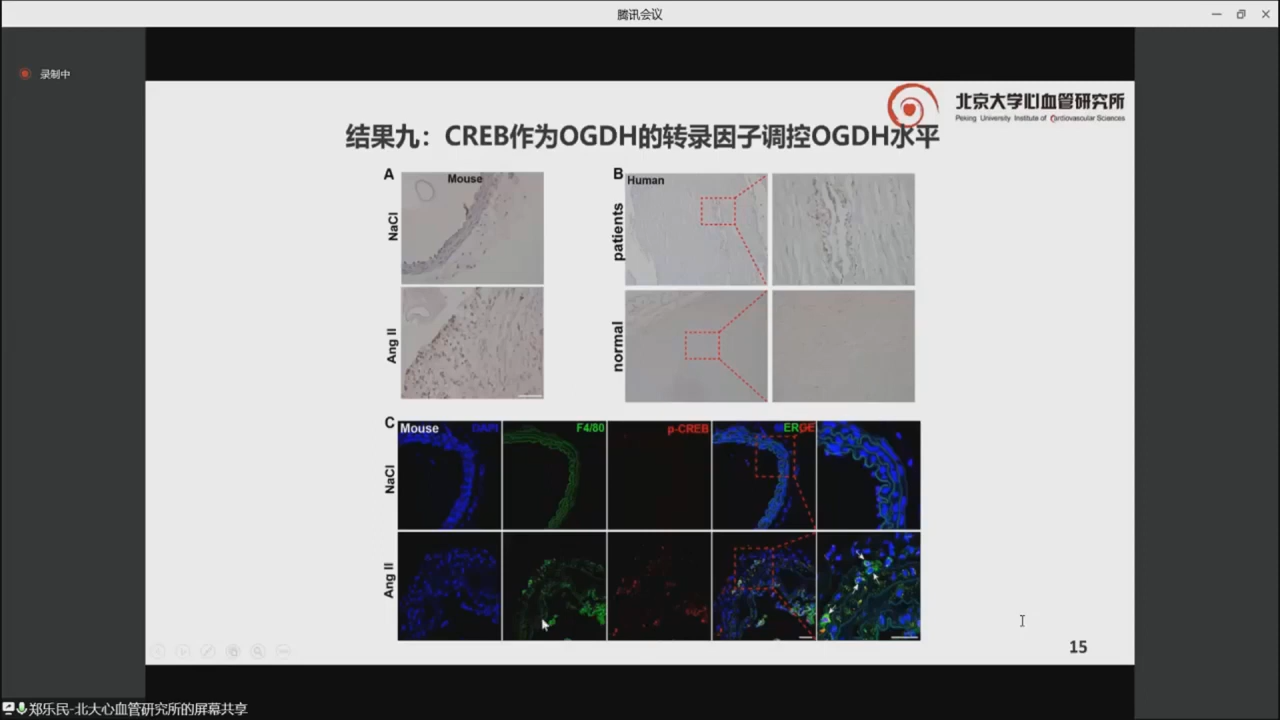 腾讯会议
录制中
北京大学心血管研究所
Peking University Institute of Cardiovascular Sciences
结果九：CREB作为OGDH的转录因子调控OGDH水平
A
Mouse
NaCl
Ang II
B
Human
patients
normal
C
Mouse
DAPI
F4/80
p-CREB
MERGE
NaCl
Ang II
15
郑乐民-北大心血管研究所的屏幕共享